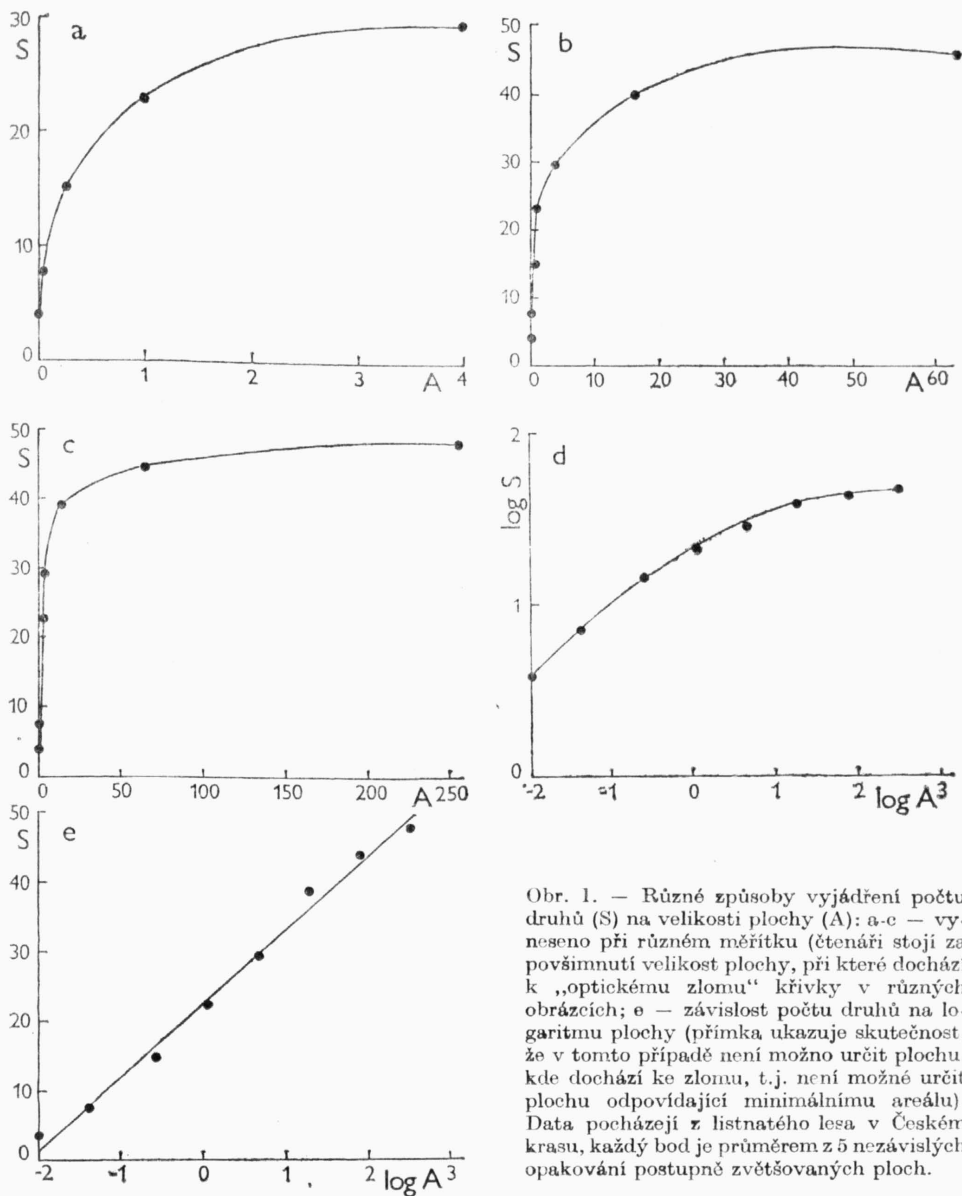 a
30
S
20
10
0
0 1 2 3 4
A
b
50
S
40
30
20
10
0
0 10 20 30 40 50 60
A
c
50
S
40
30
20
10
0
0 50 100 150 200 250
A
d
2
log S
1
0
-2 -1 0 1 2 3
log A
e
50
S
40
30
20
10
0
-2 -1 0 1 2 3
log A
Obr. 1. — Různé způsoby vyjádření počtu
druhů (S) na velikosti plochy (A): a-c — vy-
neseno při různém měřítku (čtenáři stojí za
povšimnutí velikost plochy, při které dochází
k „optickému zlomu“ křivky v různých
obrázcích; e — závislost počtu druhů na lo-
garitmu plochy (přímka ukazuje skutečnost
že v tomto případě není možno určit plochu
kde dochází ke zlomu, t.j. není možné určit
plochu odpovídající minimálnímu areálu)
Data pocházejí z listnatého lesa v Českém
krasu, každý bod je průměrem z 5 nezávislých
opakování postupně zvětšovaných ploch.